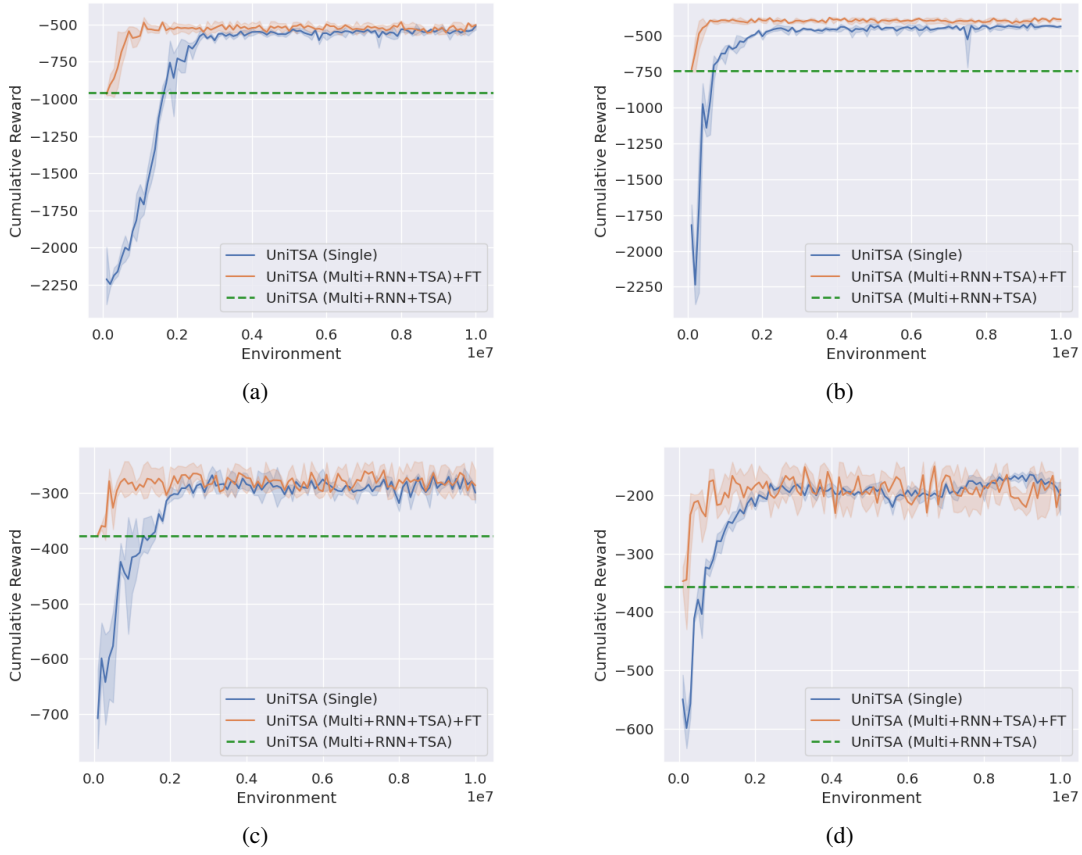 −500
−750
−1000
−1250
−1500
−1750
−2000
−2250
Cumulative Reward
UniTSA (Single)
UniTSA (Multi+RNN+TSA)+FT
UniTSA (Multi+RNN+TSA)
0.0 0.2 0.4 0.6 0.8 1.0
Environment
1e7
(a)
−500
−750
−1000
−1250
−1500
−1750
−2000
−2250
Cumulative Reward
UniTSA (Single)
UniTSA (Multi+RNN+TSA)+FT
UniTSA (Multi+RNN+TSA)
0.0 0.2 0.4 0.6 0.8 1.0
Environment
1e7
(b)
−300
−400
−500
−600
−700
Cumulative Reward
UniTSA (Single)
UniTSA (Multi+RNN+TSA)+FT
UniTSA (Multi+RNN+TSA)
0.0 0.2 0.4 0.6 0.8 1.0
Environment
1e7
(c)
−200
−300
−400
−500
−600
Cumulative Reward
UniTSA (Single)
UniTSA (Multi+RNN+TSA)+FT
UniTSA (Multi+RNN+TSA)
0.0 0.2 0.4 0.6 0.8 1.0
Environment
1e7
(d)